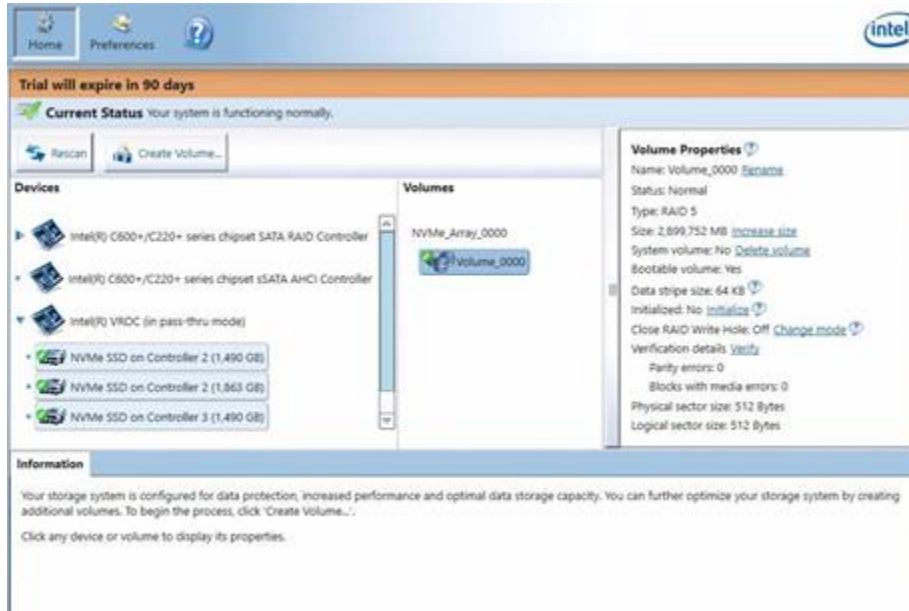 Home
Preferences
intel
Trial will expire in 90 days
Current Status Your system is functioning normally.
Rescan
Create Volume...
Devices
Intel(R) C600+/C220+ series chipset SATA RAID Controller
Intel(R) C600+/C220+ series chipset sSATA AHCI Controller
Intel(R) VROC (in pass-thru mode)
NVMe SSD on Controller 2 (1,490 GB)
NVMe SSD on Controller 2 (1,863 GB)
NVMe SSD on Controller 3 (1,490 GB)
Volumes
NVMe_Array_0000
Volume_0000
Volume Properties
Name: Volume_0000 Rename
Status: Normal
Type: RAID 5
Size: 2,899,752 MB Increase size
System volume: No Delete volume
Bootable volume: Yes
Data stripe size: 64 KB
Initialized: No Initialize
Close RAID Write Hole: Off Change mode
Verification details Verify
Parity errors: 0
Blocks with media errors: 0
Physical sector size: 512 Bytes
Logical sector size: 512 Bytes
Information
Your storage system is configured for data protection, increased performance and optimal data storage capacity. You can further optimize your storage system by creating
additional volumes. To begin the process, click 'Create Volume...'.
Click any device or volume to display its properties.